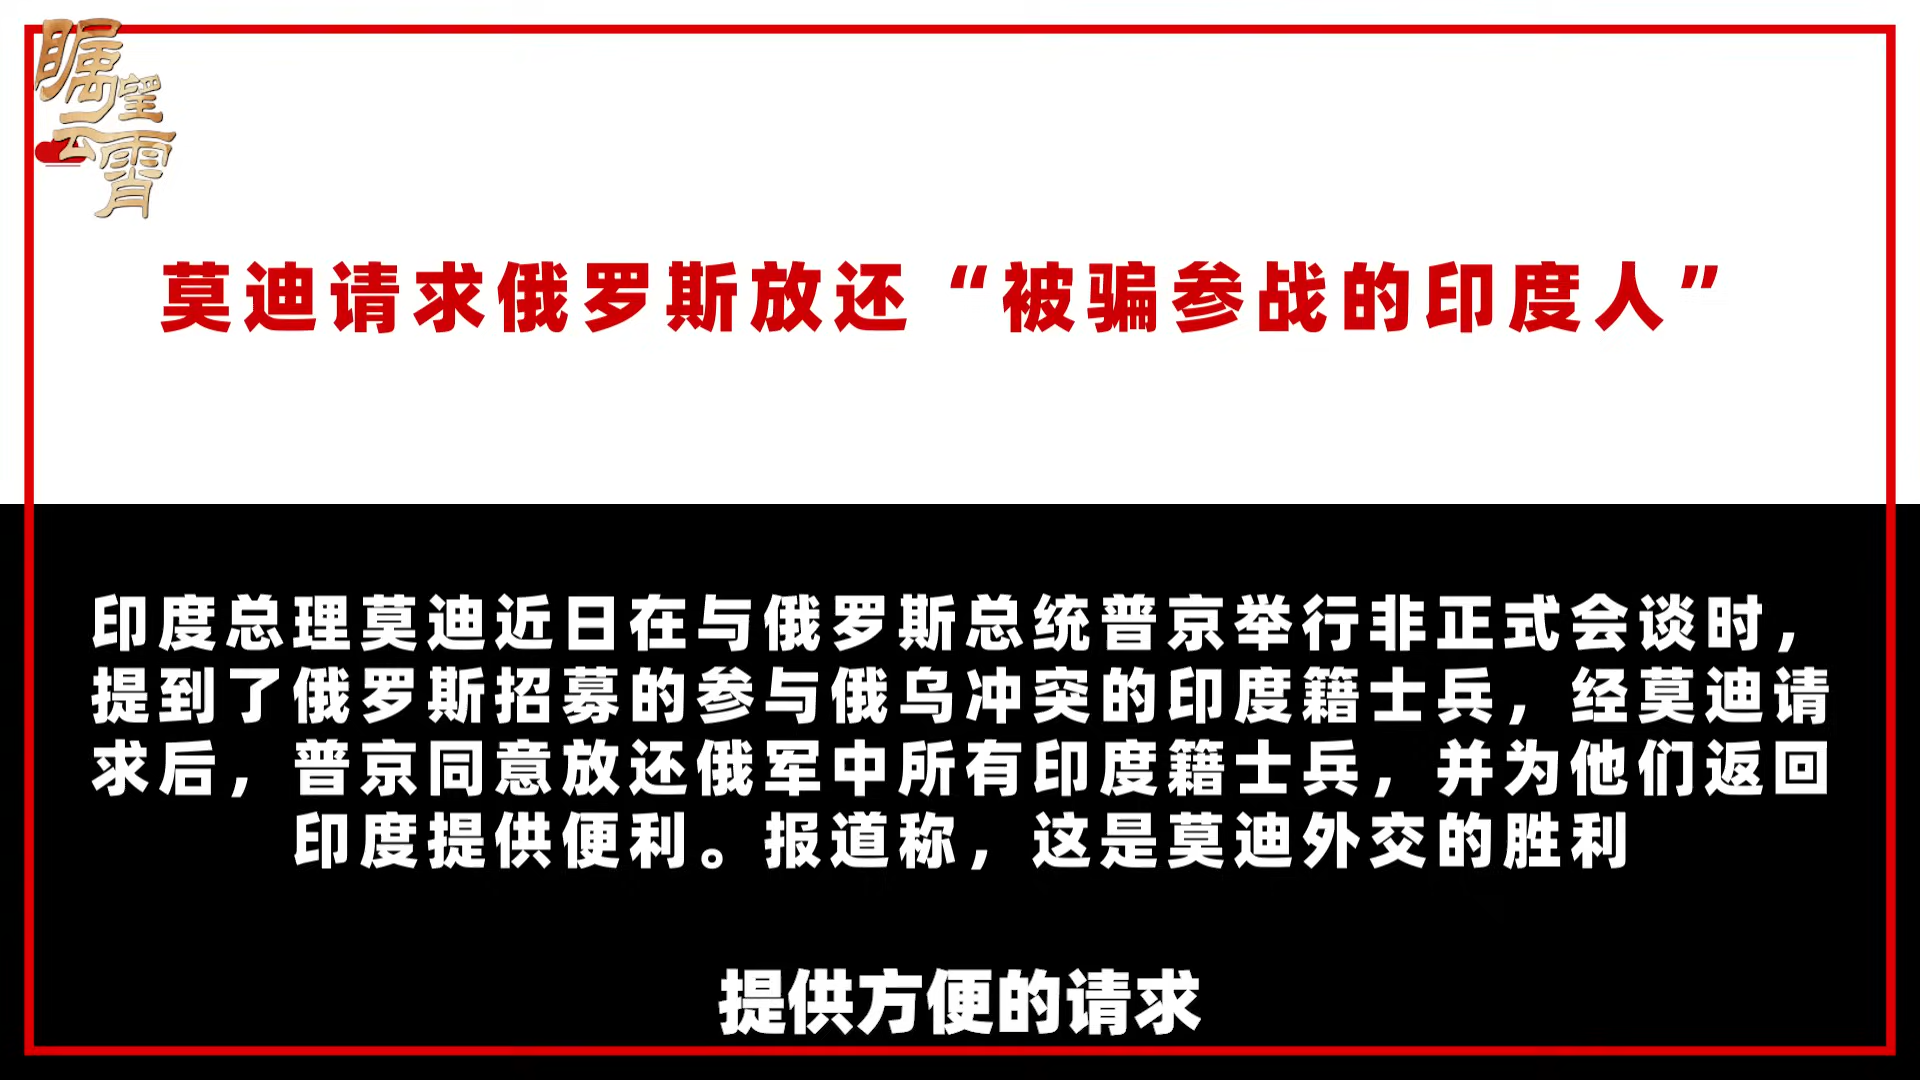 瞩望云霄
莫迪请求俄罗斯放还“被骗参战的印度人”
印度总理莫迪近日在与俄罗斯总统普京举行非正式会谈时，
提到了俄罗斯招募的参与俄乌冲突的印度籍士兵，经莫迪请
求后，普京同意放还俄军中所有印度籍士兵，并为他们返回
印度提供便利。报道称，这是莫迪外交的胜利
提供方便的请求